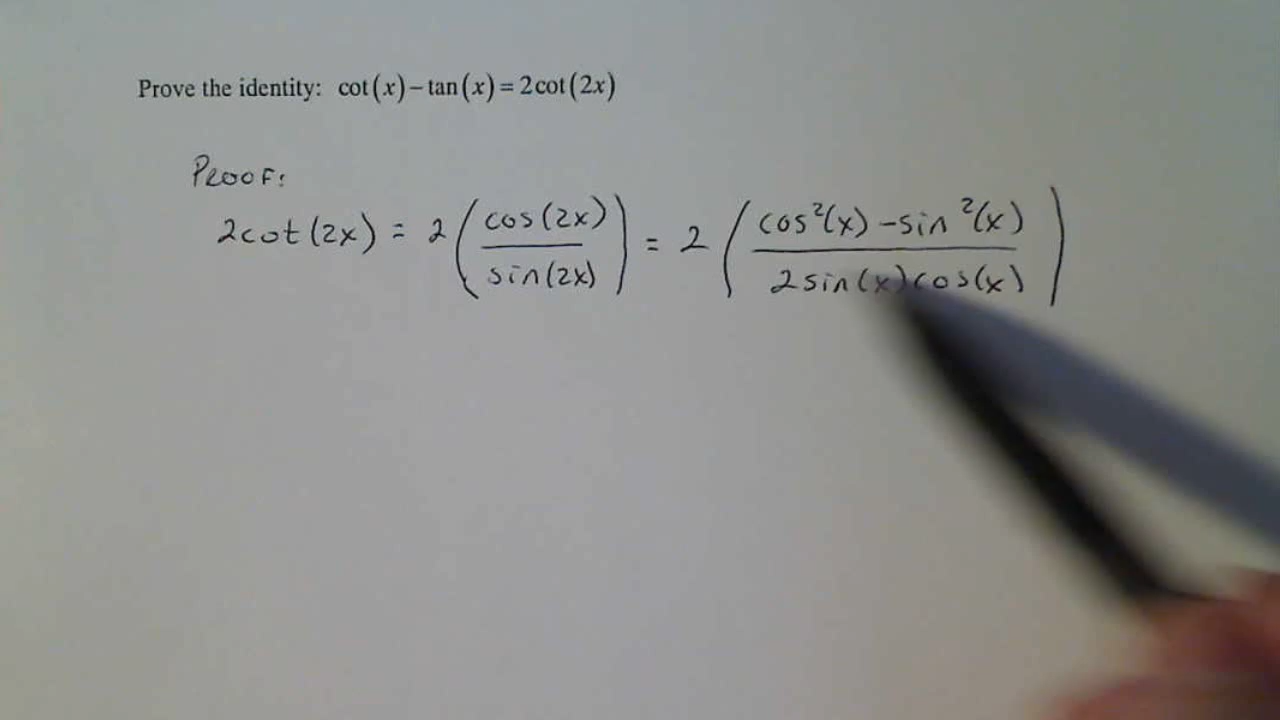 Prove the identity: cot(x)−tan(x)=2cot(2x)
PROOF:
2cot(2x) = 2(cos(2x)/sin(2x)) = 2(cos²(x)−sin²(x)/2sin(x)cos(x))